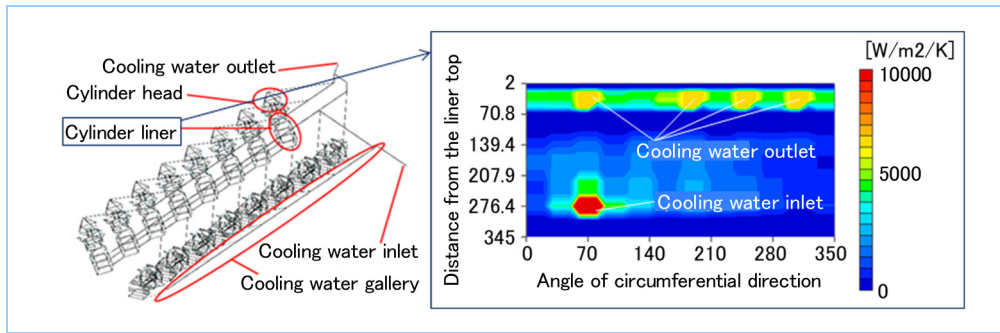 Cooling water outlet
Cylinder head
Cylinder liner
Cooling water inlet
Cooling water gallery
[W/m2/K]
10000
5000
0
Distance from the liner top
2
70.8
139.4
207.9
276.4
345
Cooling water outlet
Cooling water inlet
0 70 140 210 280 350
Angle of circumferential direction